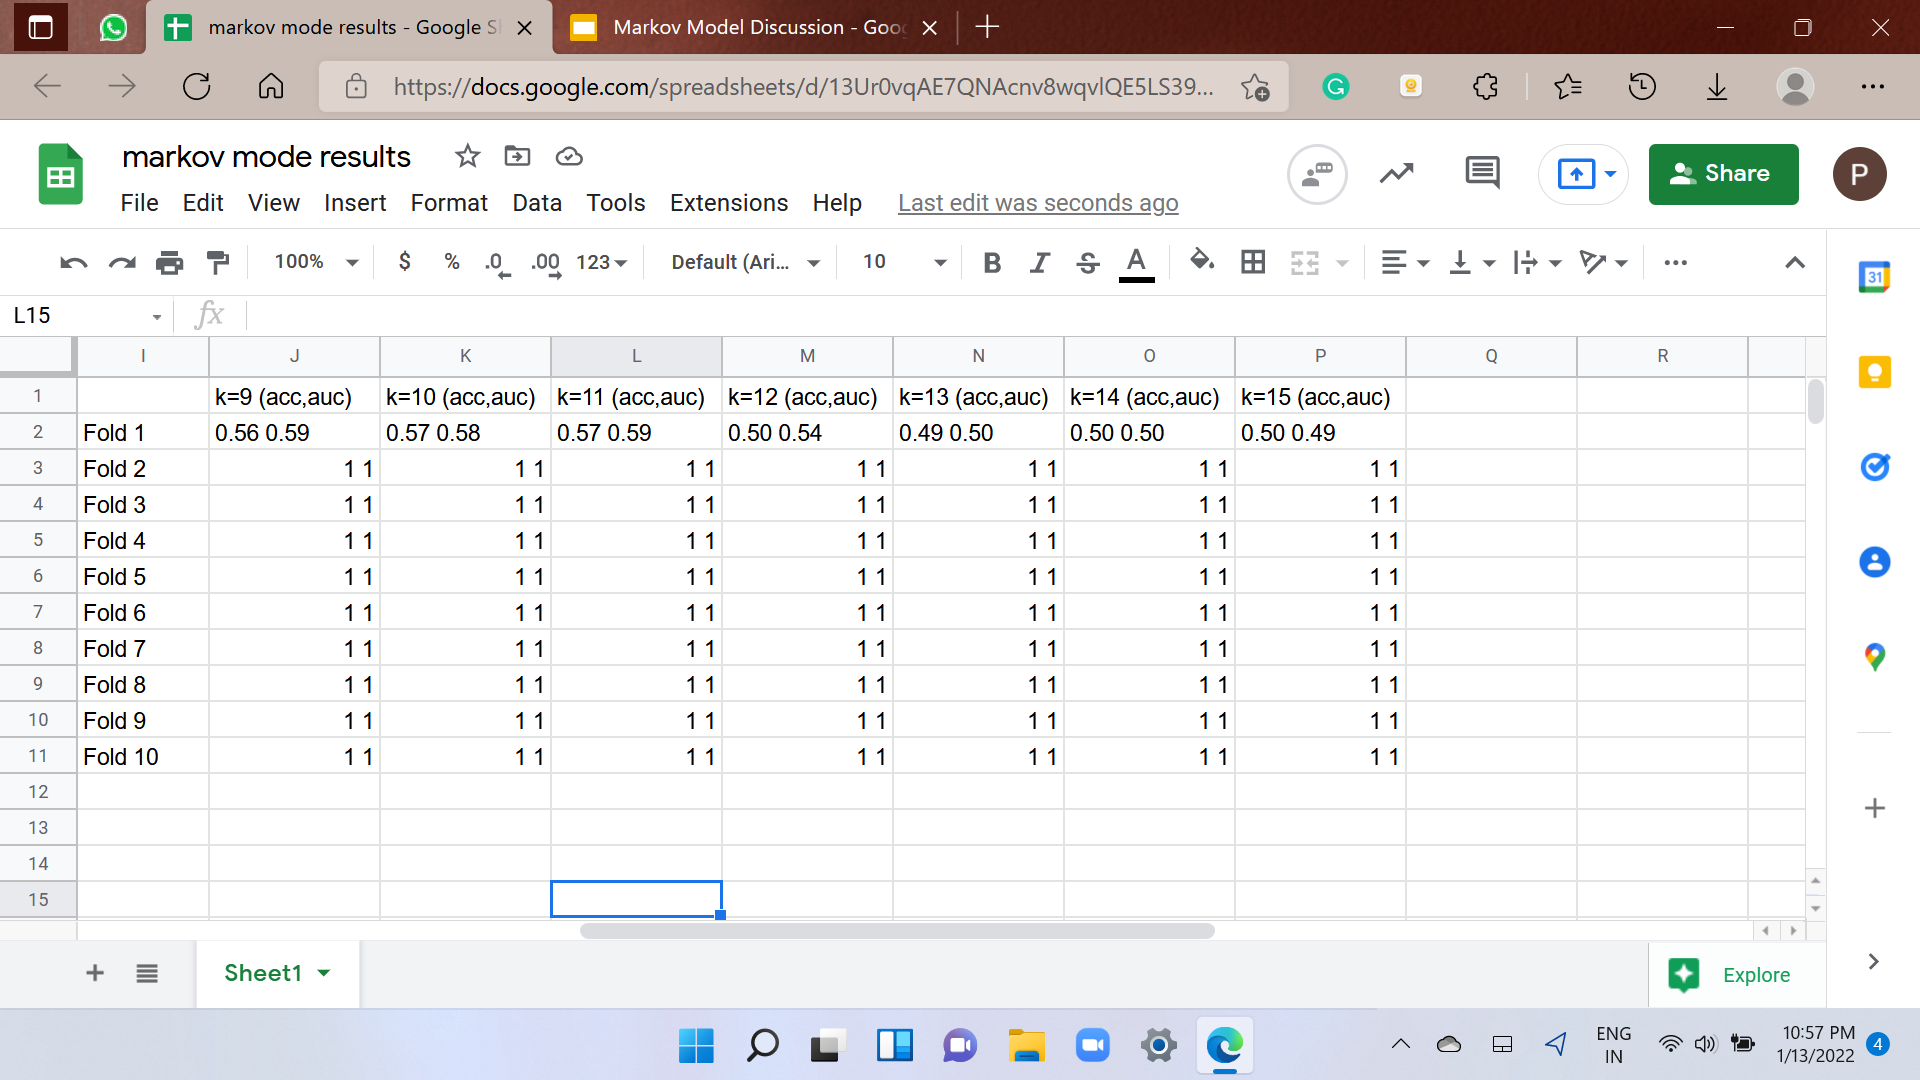 markov mode results - Google S
Markov Model Discussion - Goo
https://docs.google.com/spreadsheets/d/13Ur0vqAE7QNAcnv8wqvlQE5LS39...
markov mode results
File Edit View Insert Format Data Tools Extensions Help Last edit was seconds ago
Share
P
100% $ % .0 .00 123 Default (Ari... 10 B I S A
31
L15 fx
I J K L M N O P Q R
1 k=9 (acc,auc) k=10 (acc,auc) k=11 (acc,auc) k=12 (acc,auc) k=13 (acc,auc) k=14 (acc,auc) k=15 (acc,auc)
2 Fold 1 0.56 0.59 0.57 0.58 0.57 0.59 0.50 0.54 0.49 0.50 0.50 0.50 0.50 0.49
3 Fold 2 1 1 1 1 1 1 1 1 1 1 1 1 1 1
4 Fold 3 1 1 1 1 1 1 1 1 1 1 1 1 1 1
5 Fold 4 1 1 1 1 1 1 1 1 1 1 1 1 1 1
6 Fold 5 1 1 1 1 1 1 1 1 1 1 1 1 1 1
7 Fold 6 1 1 1 1 1 1 1 1 1 1 1 1 1 1
8 Fold 7 1 1 1 1 1 1 1 1 1 1 1 1 1 1
9 Fold 8 1 1 1 1 1 1 1 1 1 1 1 1 1 1
10 Fold 9 1 1 1 1 1 1 1 1 1 1 1 1 1 1
11 Fold 10 1 1 1 1 1 1 1 1 1 1 1 1 1 1
12
13
14
15
Sheet1
Explore
ENG
IN
10:57 PM
1/13/2022
4